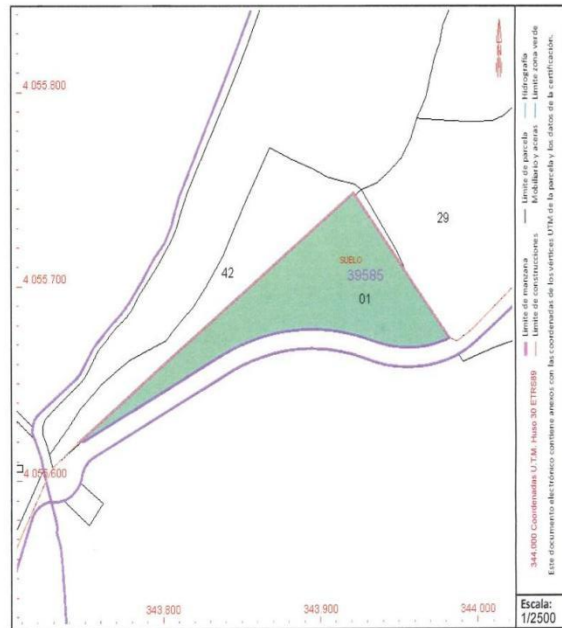 4 055.800
29
42
SUELO
39585
4 055.700
01
4 055.600
343 800
343 900
344 000
Límite de manzana
Límite de parcela
Hidrografía
Límite de construcciones
Mobiliario y aceras
Límite zona verde
344.000 Coordenadas U.T.M. Huso 30 ETRS89
Este documento electrónico contiene anexos con las coordenadas de los vértices UTM de la parcela y los datos de la certificación.
Escala:
1/2500